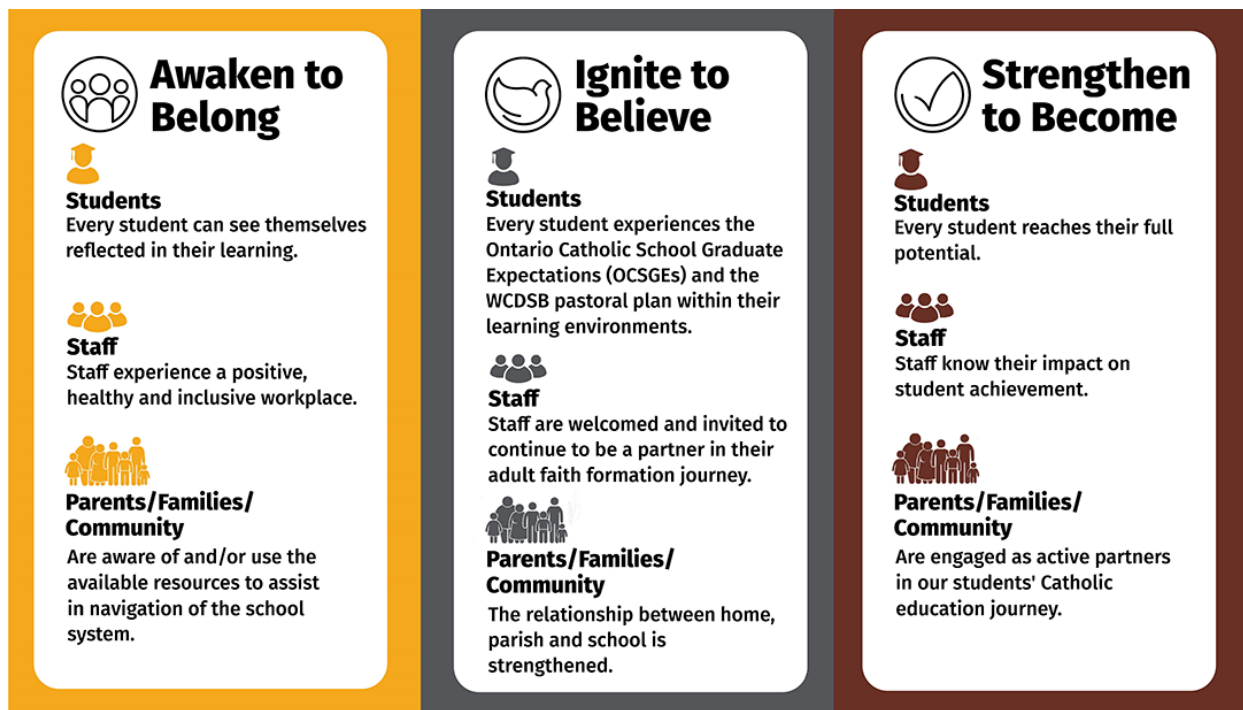 Awaken to
Belong
Students
Every student can see themselves
reflected in their learning.
Staff
Staff experience a positive,
healthy and inclusive workplace.
Parents/Families/
Community
Are aware of and/or use the
available resources to assist
in navigation of the school
system.
Ignite to
Believe
Students
Every student experiences the
Ontario Catholic School Graduate
Expectations (OCSGEs) and the
WCDSB pastoral plan within their
learning environments.
Staff
Staff are welcomed and invited to
continue to be a partner in their
adult faith formation journey.
Parents/Families/
Community
The relationship between home,
parish and school is
strengthened.
Strengthen
to Become
Students
Every student reaches their full
potential.
Staff
Staff know their impact on
student achievement.
Parents/Families/
Community
Are engaged as active partners
in our students' Catholic
education journey.